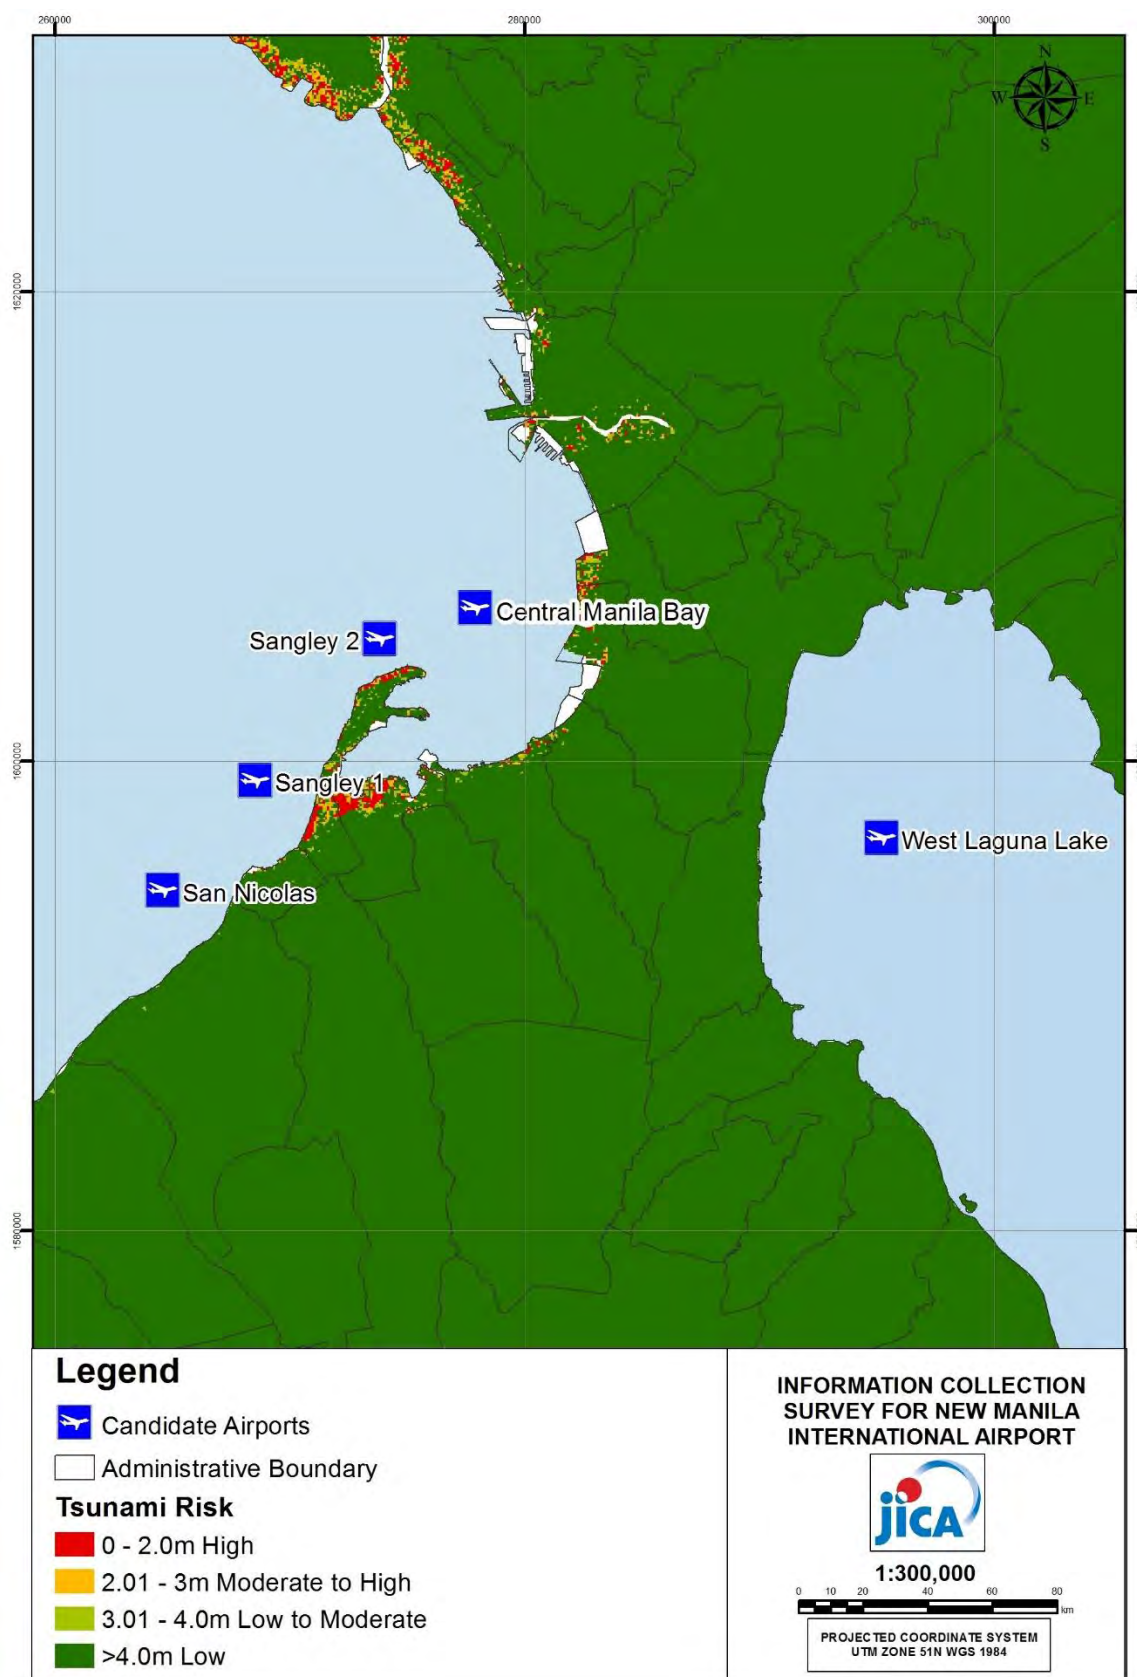 260000 280000 300000
N
W E
S
1620000
Central Manila Bay
Sangley 2
1600000
Sangley 1
West Laguna Lake
San Nicolas
1580000
Legend
Candidate Airports
Administrative Boundary
Tsunami Risk
0 - 2.0m High
2.01 - 3m Moderate to High
3.01 - 4.0m Low to Moderate
>4.0m Low
INFORMATION COLLECTION
SURVEY FOR NEW MANILA
INTERNATIONAL AIRPORT
jica
1:300,000
0 10 20 40 60 80
km
PROJECTED COORDINATE SYSTEM
UTM ZONE 51N WGS 1984